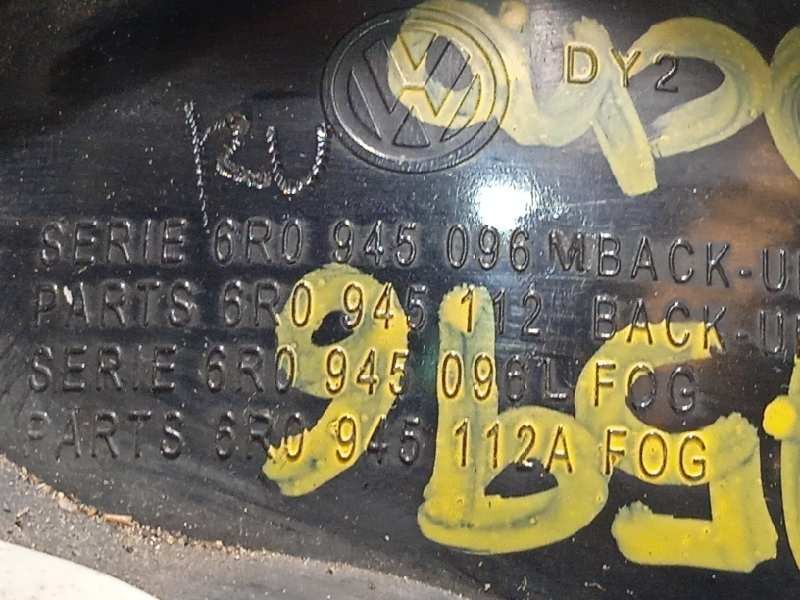 DY2
SERIE 6R0 945 096 M BACK-U
PARTS 6R0 945 112 BACK-U
SERIE 6R0 945 096 L FOG
PARTS 6R0 945 112A FOG